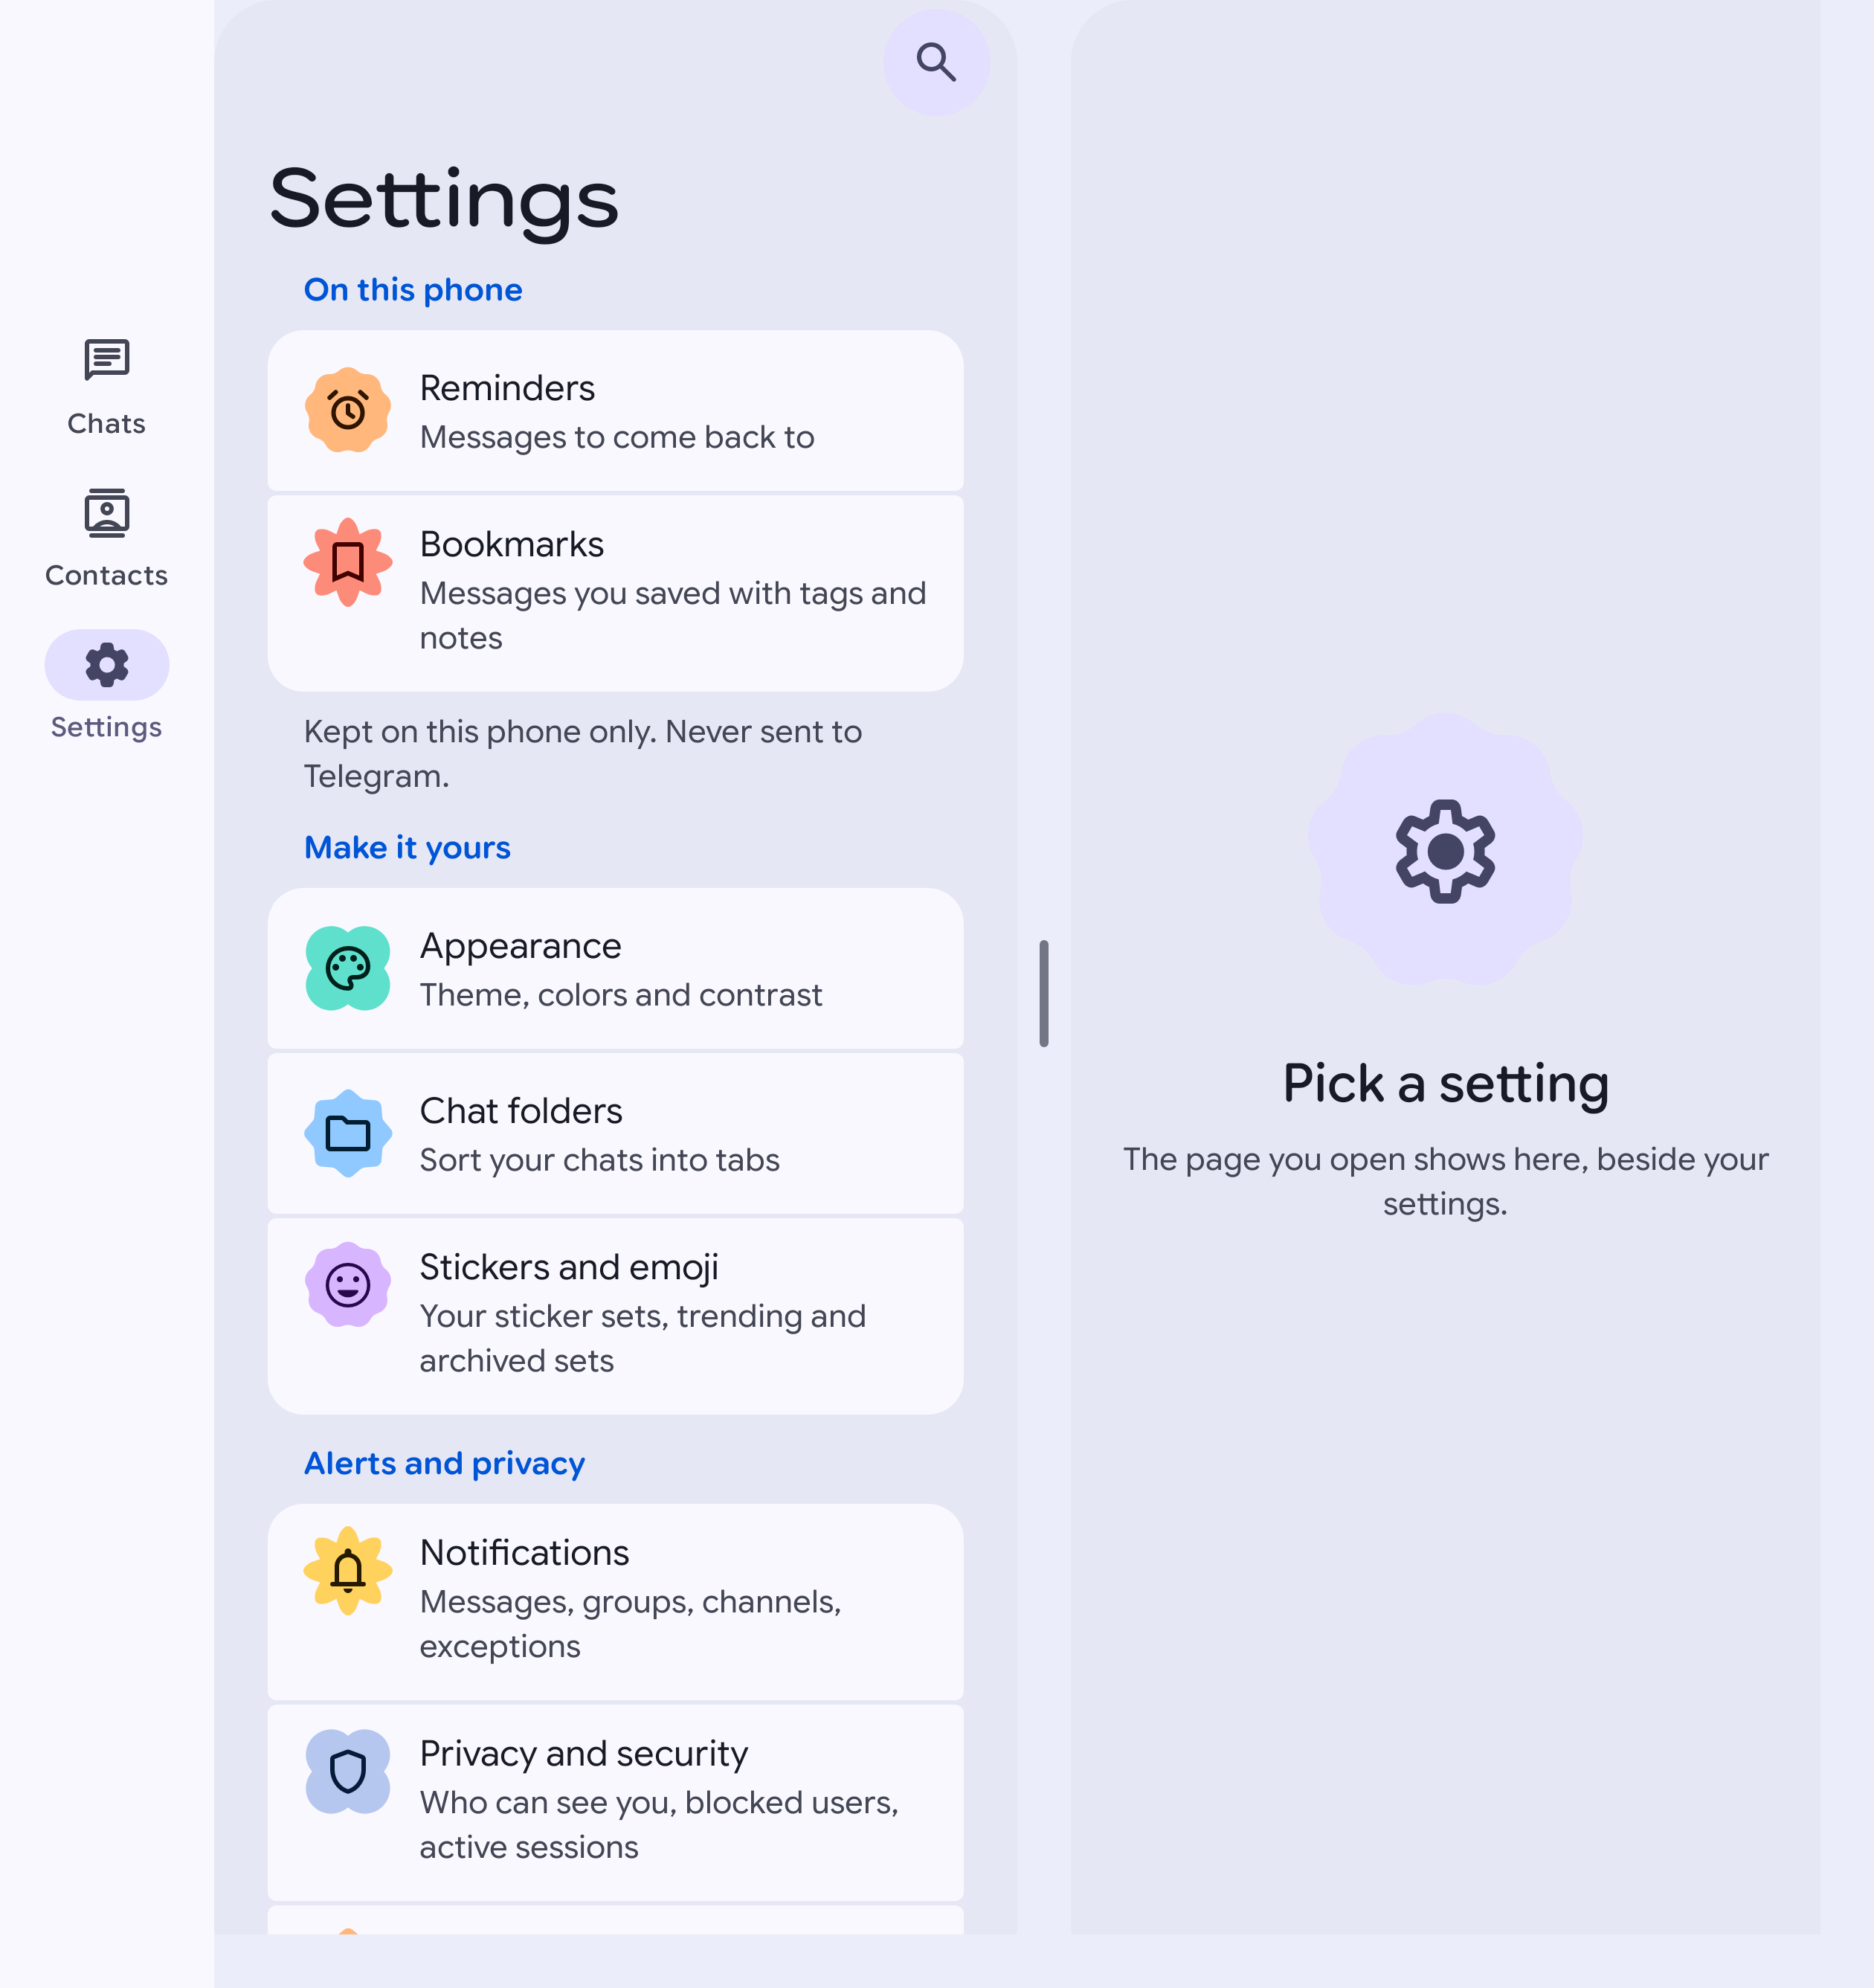 Chats
Contacts
Settings
Settings
On this phone
Reminders
Messages to come back to
Bookmarks
Messages you saved with tags and
notes
Kept on this phone only. Never sent to
Telegram.
Make it yours
Appearance
Theme, colors and contrast
Chat folders
Sort your chats into tabs
Stickers and emoji
Your sticker sets, trending and
archived sets
Alerts and privacy
Notifications
Messages, groups, channels,
exceptions
Privacy and security
Who can see you, blocked users,
active sessions
Pick a setting
The page you open shows here, beside your
settings.